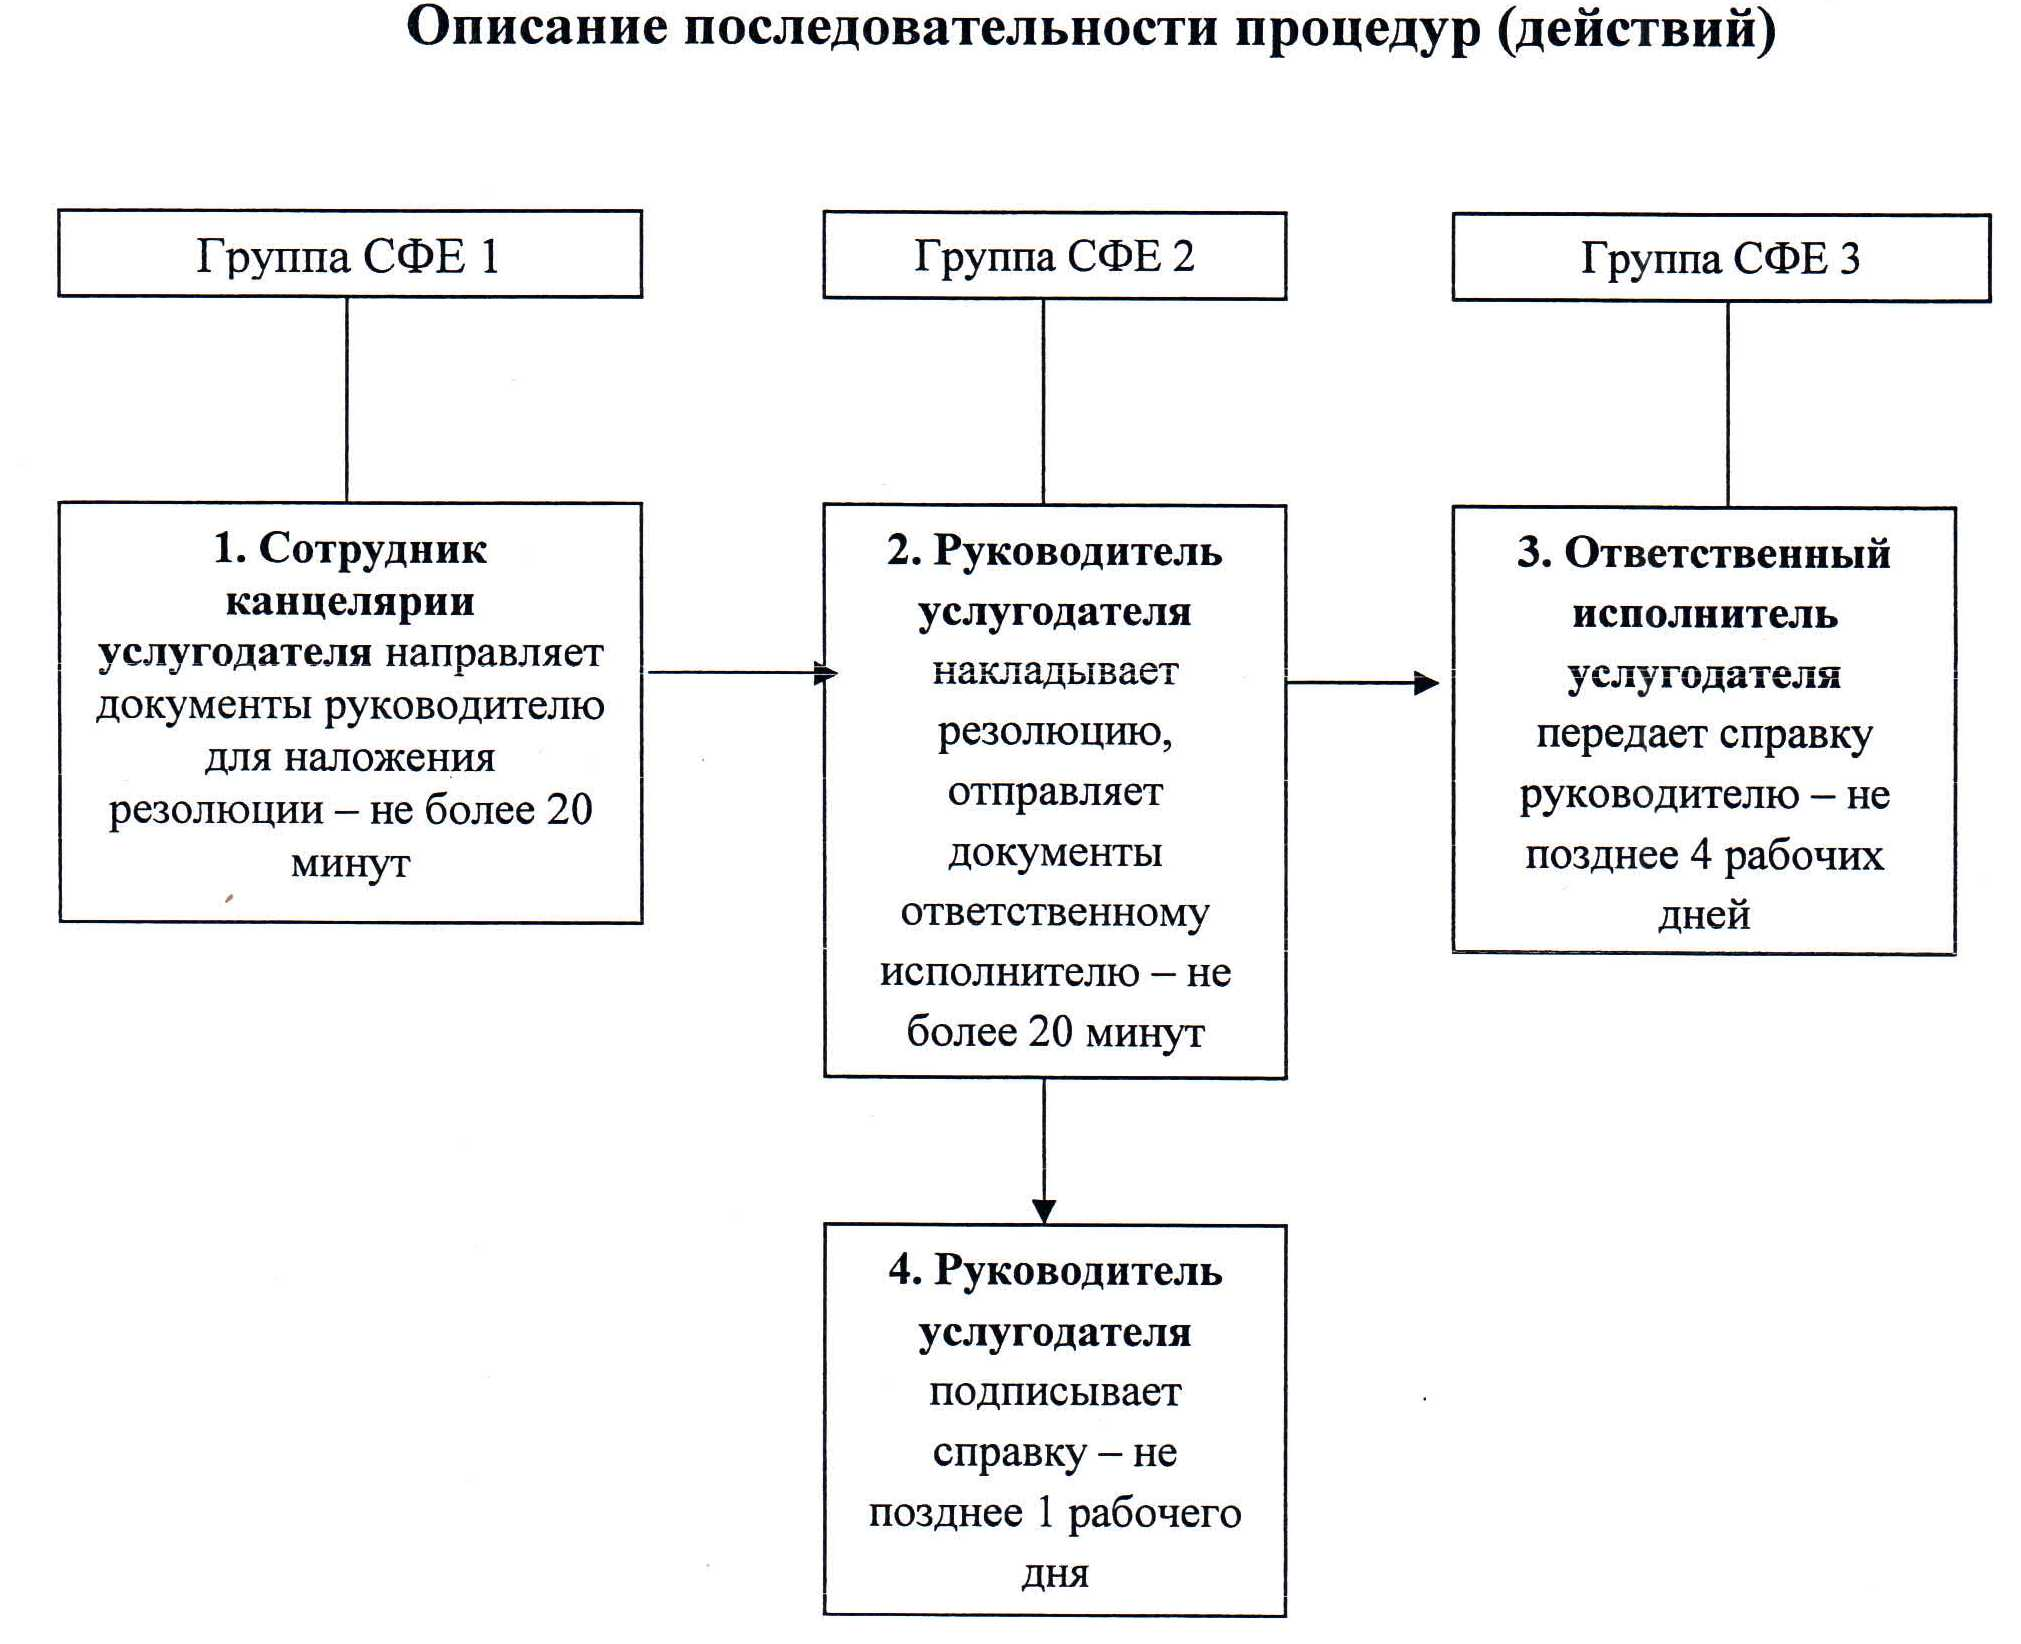 Описание последовательности процедур (действий)
Группа СФЕ 1
Группа СФЕ 2
Группа СФЕ 3
1. Сотрудник
канцелярии
услугодателя направляет
документы руководителю
для наложения
резолюции – не более 20
минут
2. Руководитель
услугодателя
накладывает
резолюцию,
отправляет
документы
ответственному
исполнителю – не
более 20 минут
3. Ответственный
исполнитель
услугодателя
передает справку
руководителю – не
позднее 4 рабочих
дней
4. Руководитель
услугодателя
подписывает
справку – не
позднее 1 рабочего
дня